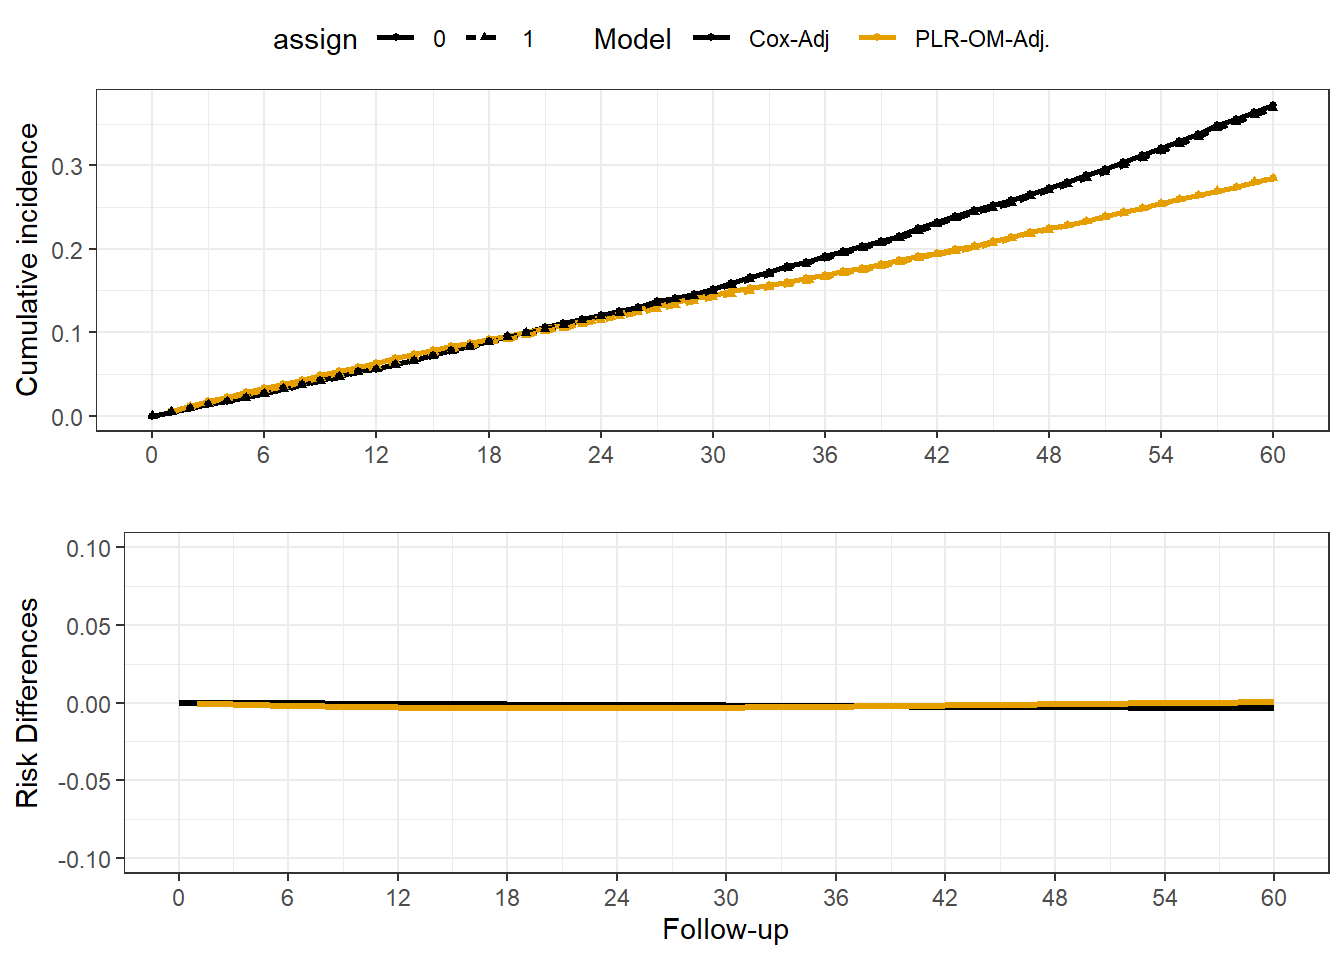 assign 0 1 Model Cox-Adj PLR-OM-Adj.
Cumulative incidence
0.3
0.2
0.1
0.0
0 6 12 18 24 30 36 42 48 54 60
Risk Differences
0.10
0.05
0.00
-0.05
-0.10
0 6 12 18 24 30 36 42 48 54 60
Follow-up